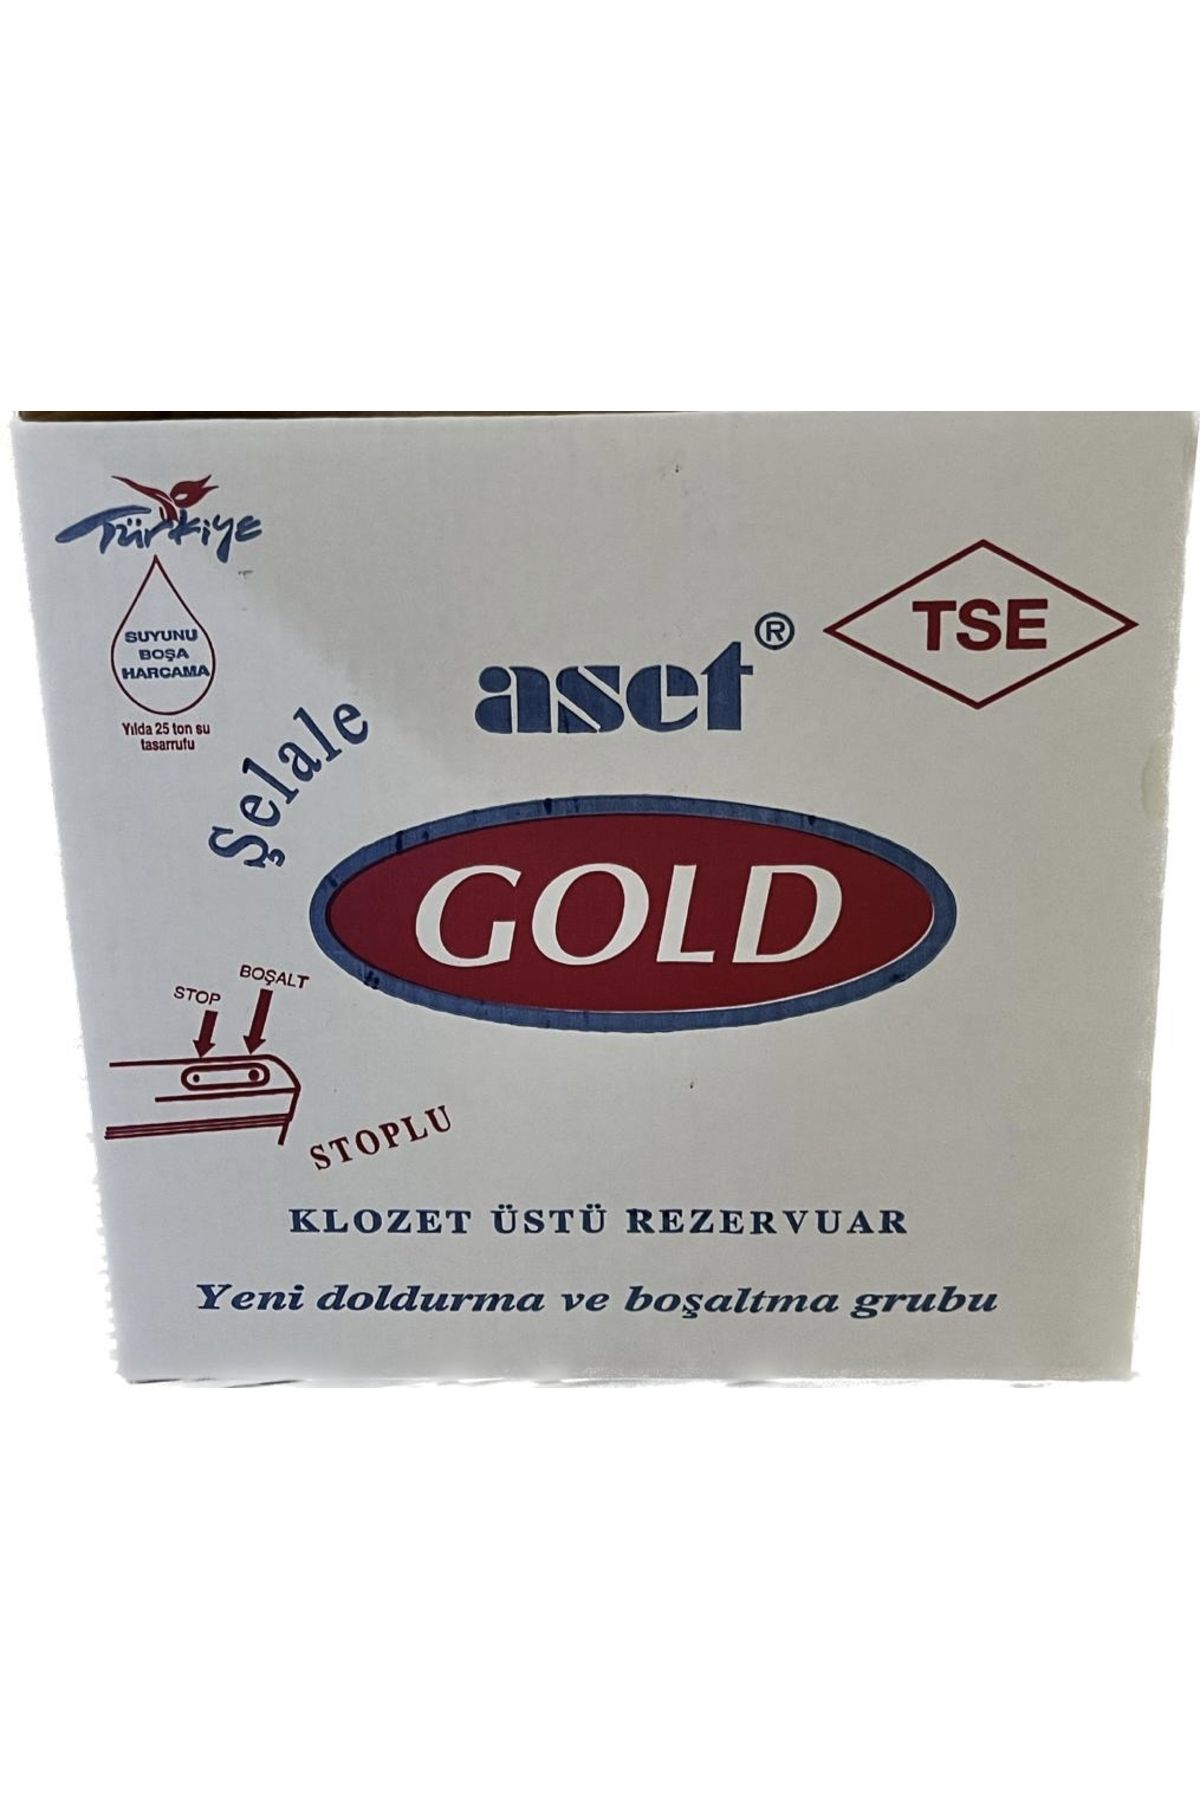 Türkiye
SUYUNU
BOŞA
HARCAMA
Yılda 25 ton su
tasarrufu
aset®
TSE
Şelale
GOLD
STOP
BOŞALT
STOPLU
KLOZET ÜSTÜ REZERVUAR
Yeni doldurma ve boşaltma grubu